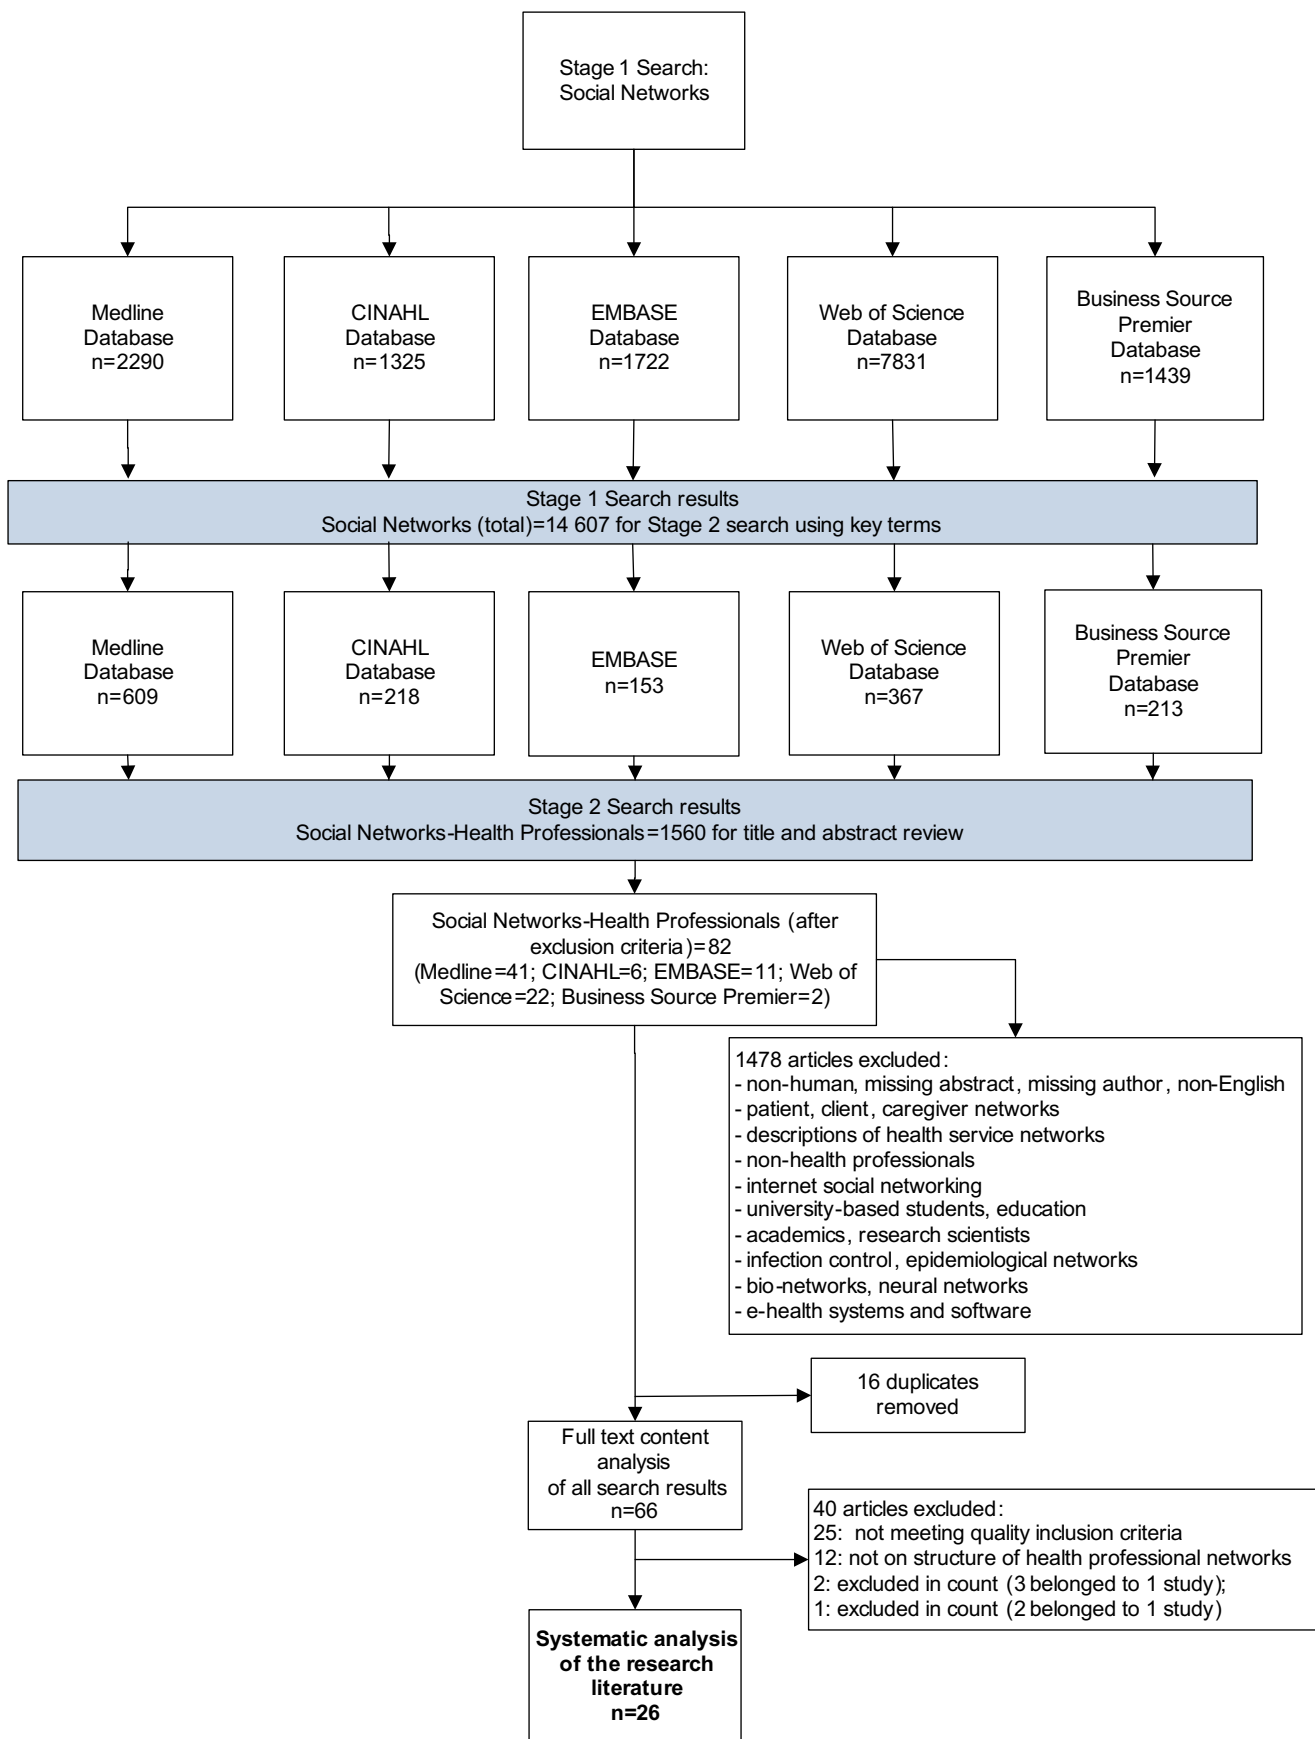 Stage 1 Search:
Social Networks
Medline
Database
n=2290
CINAHL
Database
n=1325
EMBASE
Database
n=1722
Web of Science
Database
n=7831
Business Source
Premier
Database
n=1439
Stage 1 Search results
Social Networks (total)=14 607 for Stage 2 search using key terms
Medline
Database
n=609
CINAHL
Database
n=218
EMBASE
n=153
Web of Science
Database
n=367
Business Source
Premier
Database
n=213
Stage 2 Search results
Social Networks-Health Professionals=1560 for title and abstract review
Social Networks-Health Professionals (after
exclusion criteria)=82
(Medline=41; CINAHL=6; EMBASE=11; Web of
Science=22; Business Source Premier=2)
1478 articles excluded:
- non-human, missing abstract, missing author, non-English
- patient, client, caregiver networks
- descriptions of health service networks
- non-health professionals
- internet social networking
- university-based students, education
- academics, research scientists
- infection control, epidemiological networks
- bio-networks, neural networks
- e-health systems and software
16 duplicates
removed
Full text content
analysis
of all search results
n=66
40 articles excluded:
25: not meeting quality inclusion criteria
12: not on structure of health professional networks
2: excluded in count (3 belonged to 1 study);
1: excluded in count (2 belonged to 1 study)
Systematic analysis
of the research
literature
n=26